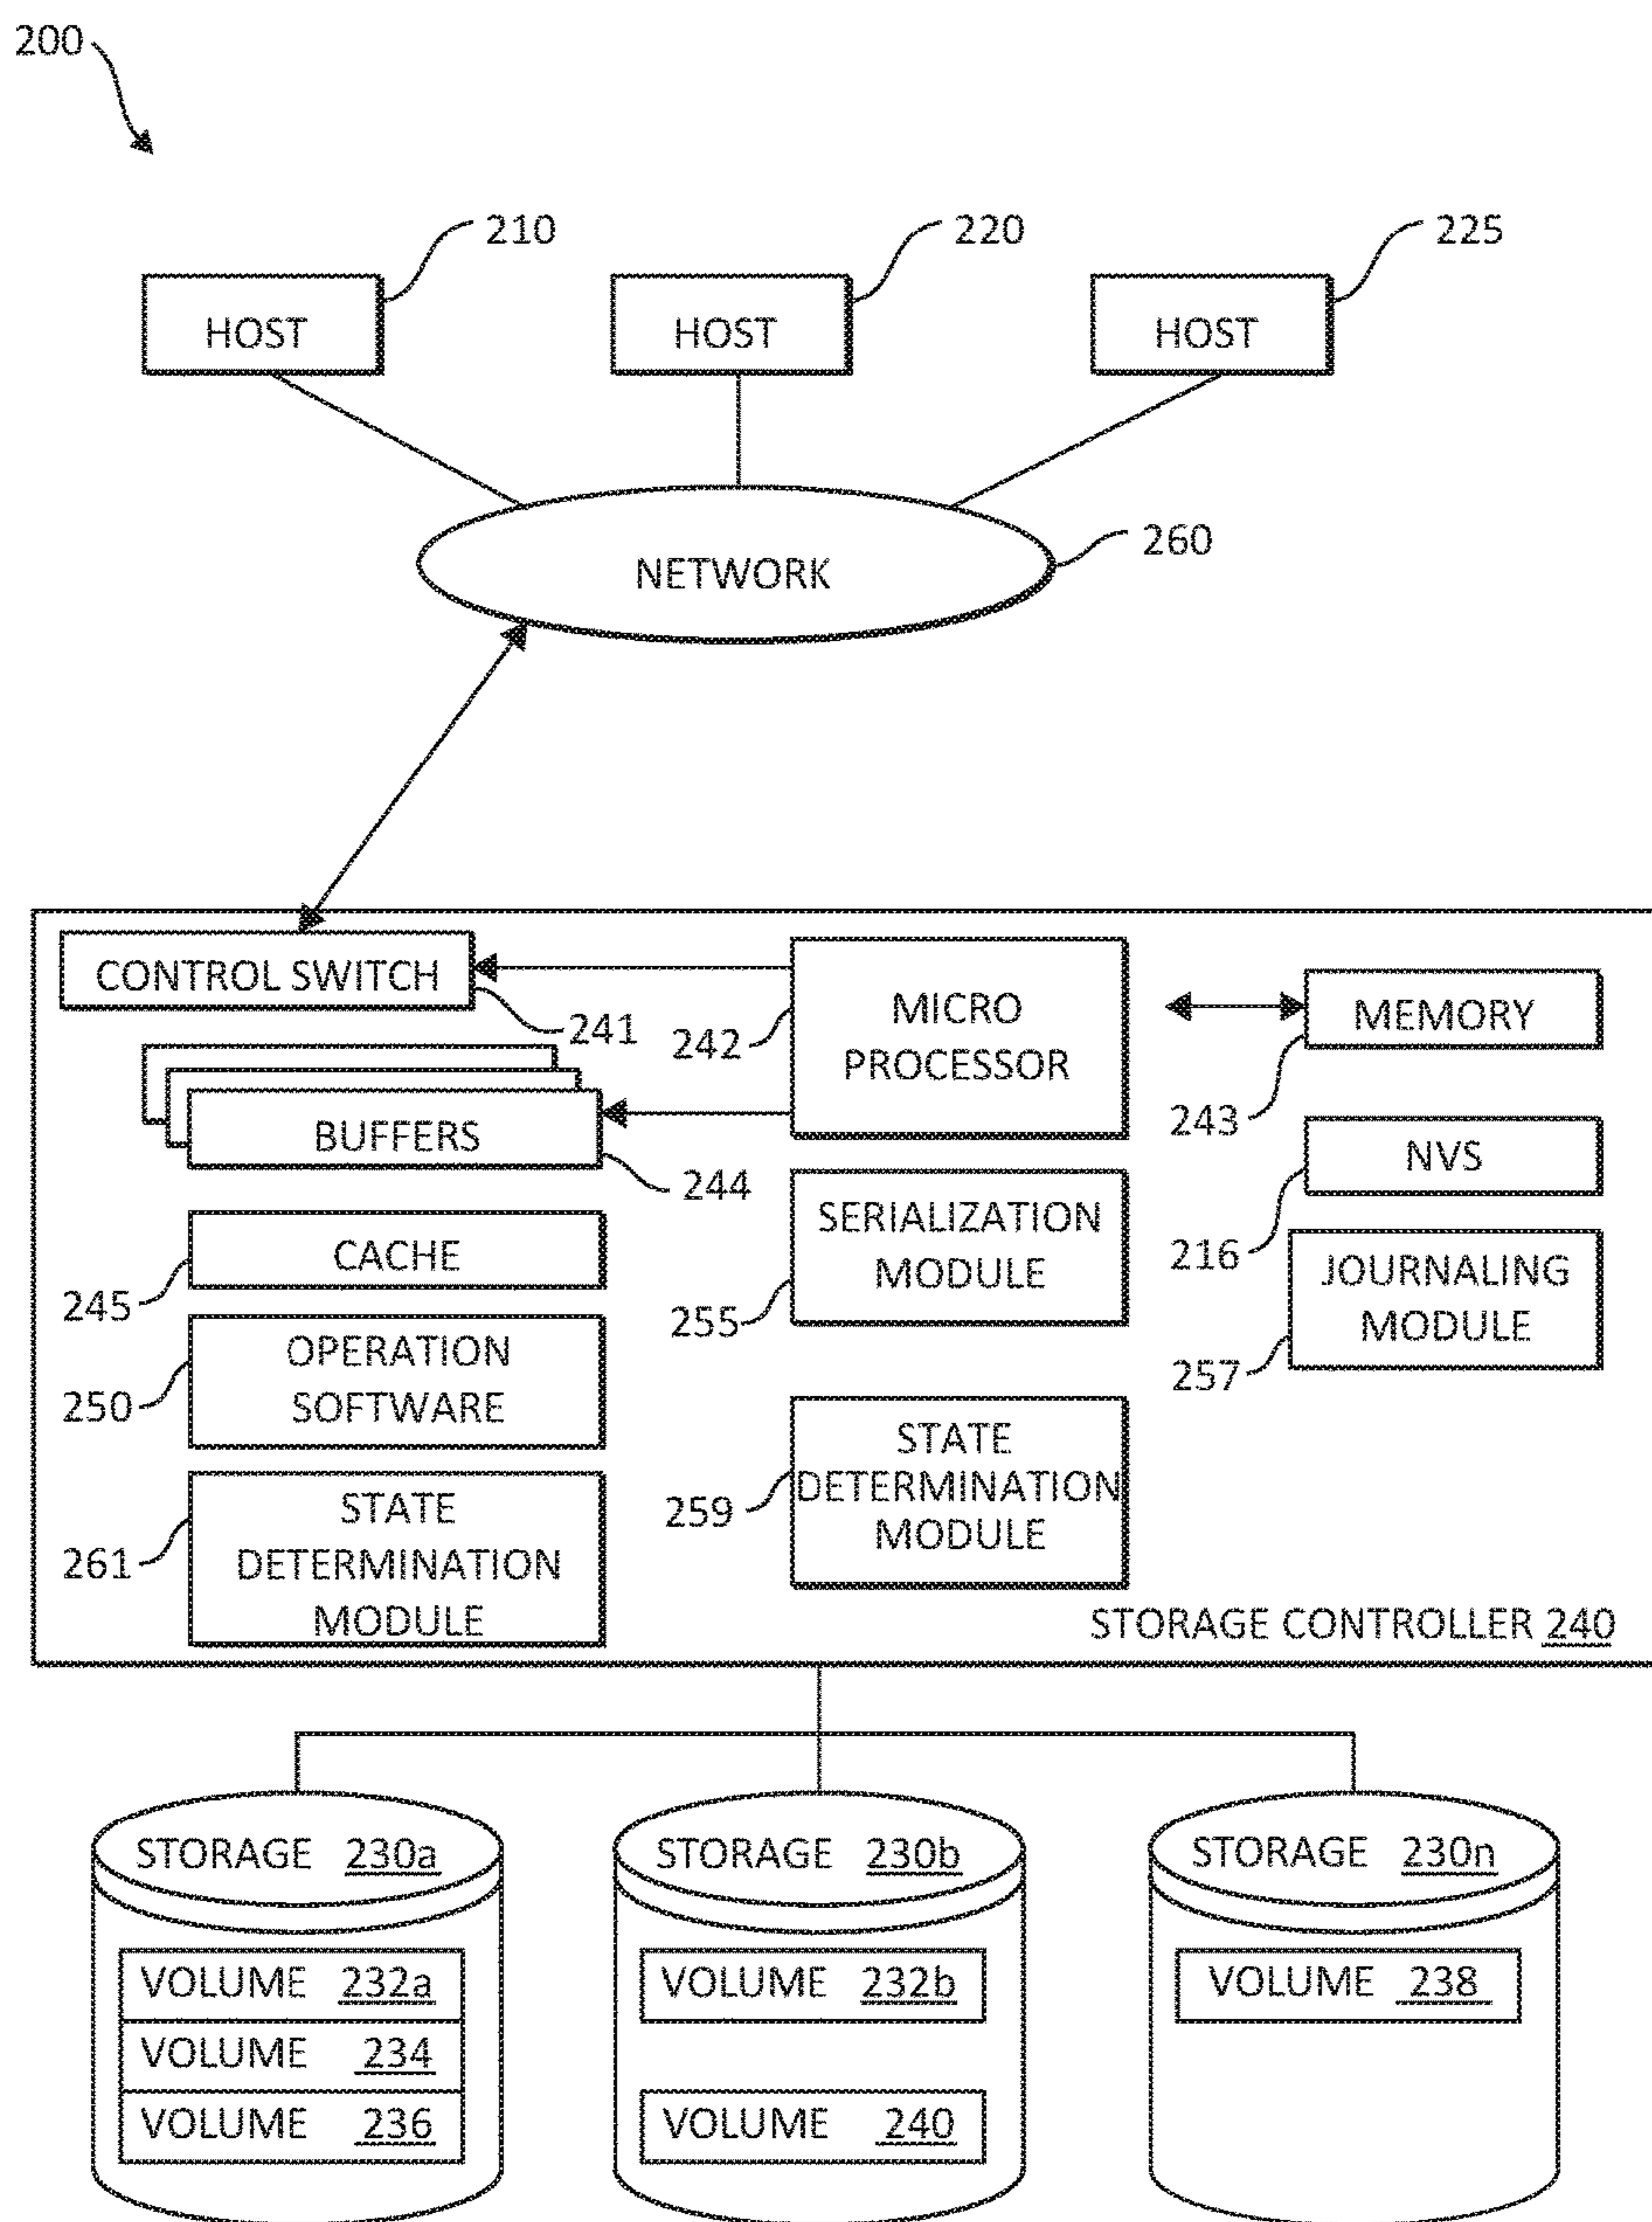 200
210
220
225
HOST
HOST
HOST
260
NETWORK
CONTROL SWITCH
241
242
MICRO
PROCESSOR
MEMORY
243
BUFFERS
244
NVS
216
CACHE
245
SERIALIZATION
MODULE
255
JOURNALING
MODULE
257
OPERATION
SOFTWARE
250
STATE
DETERMINATION
MODULE
259
STATE
DETERMINATION
MODULE
261
STORAGE CONTROLLER 240
STORAGE 230a
VOLUME 232a
VOLUME 234
VOLUME 236
STORAGE 230b
VOLUME 232b
VOLUME 240
STORAGE 230n
VOLUME 238